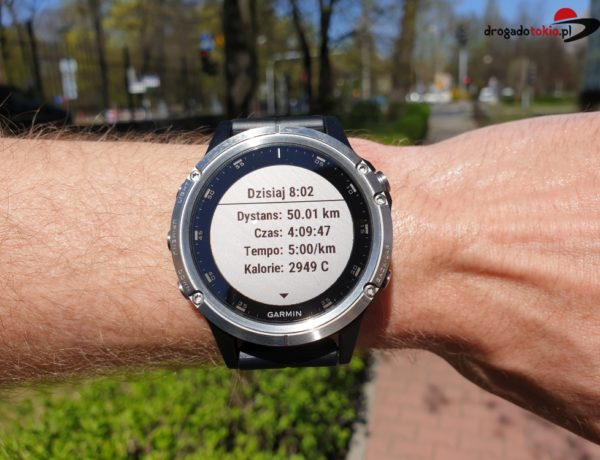 drogadotokio.pl
Dzisiaj 8:02
Dystans: 50.01 km
Czas: 4:09:47
Tempo: 5:00/km
Kalorie: 2949 C
GARMIN